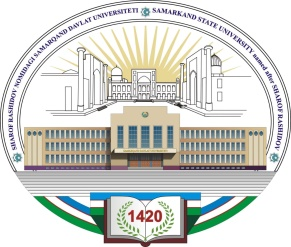 SHAROF RASHIDOV NOMIDAGI SAMARQAND DAVLAT UNIVERSITETI
SAMARKAND STATE UNIVERSITY named after SHAROF RASHIDOV
1420